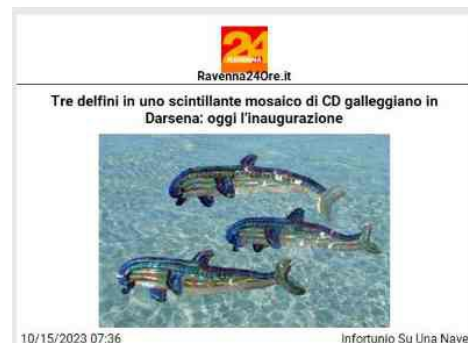 24
RAVENNA
Ravenna24Ore.it
Tre delfini in uno scintillante mosaico di CD galleggiano in
Darsena: oggi l'inaugurazione
10/15/2023 07:36
Infortunio Su Una Nave